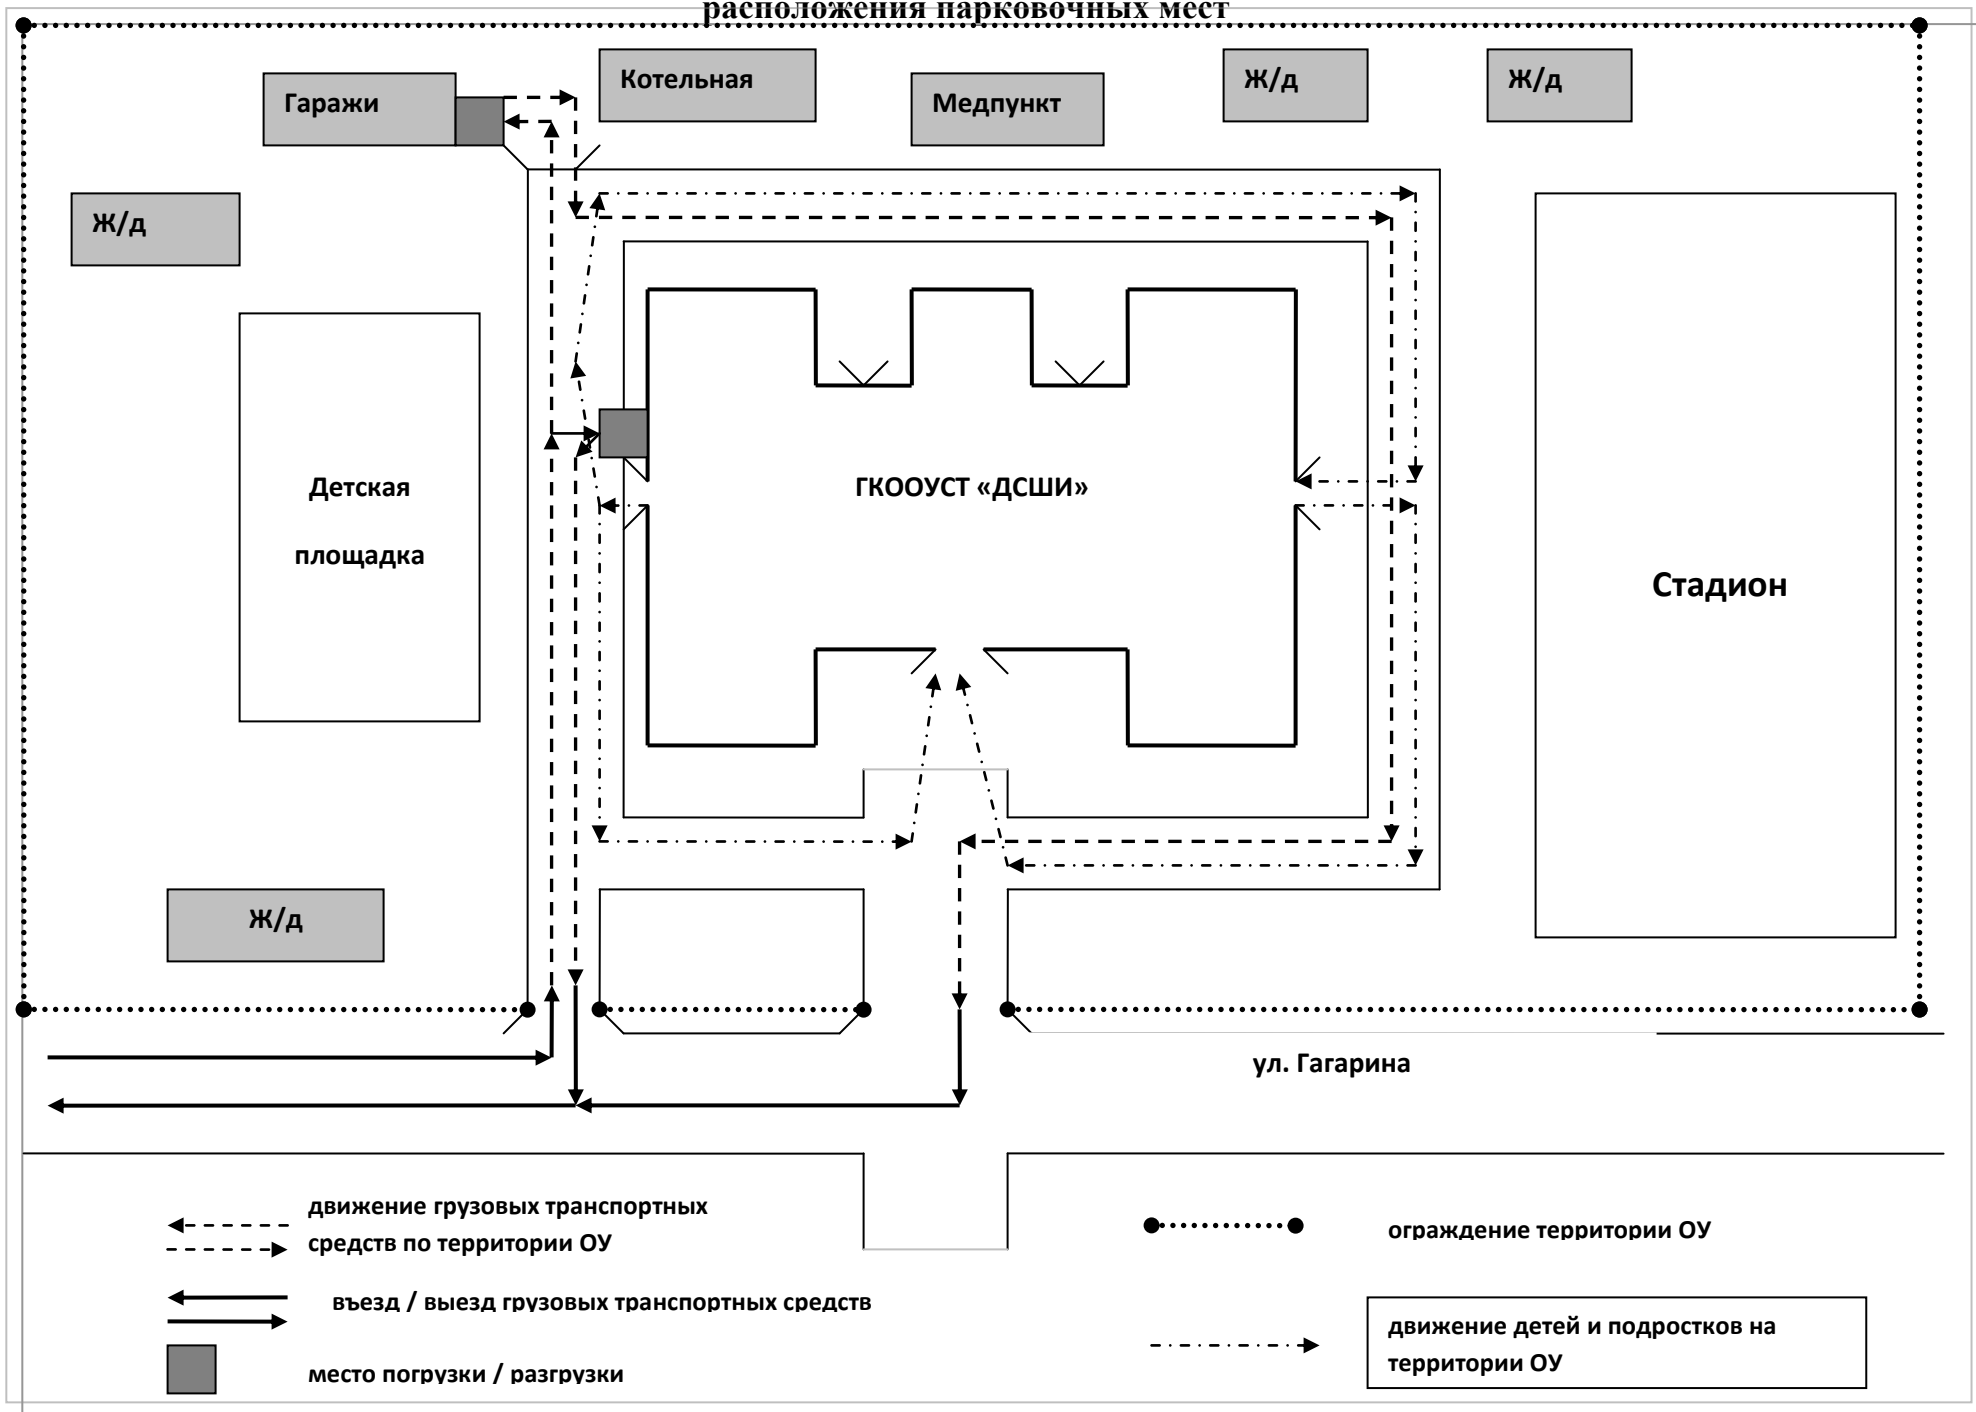 расположения парковочных мест
Котельная
Ж/д
Ж/д
Гаражи
Медпункт
Ж/д
Детская
площадка
ГКООУСТ «ДСШИ»
Стадион
Ж/д
ул. Гагарина
движение грузовых транспортных
средств по территории ОУ
ограждение территории ОУ
въезд / выезд грузовых транспортных средств
движение детей и подростков на
территории ОУ
место погрузки / разгрузки